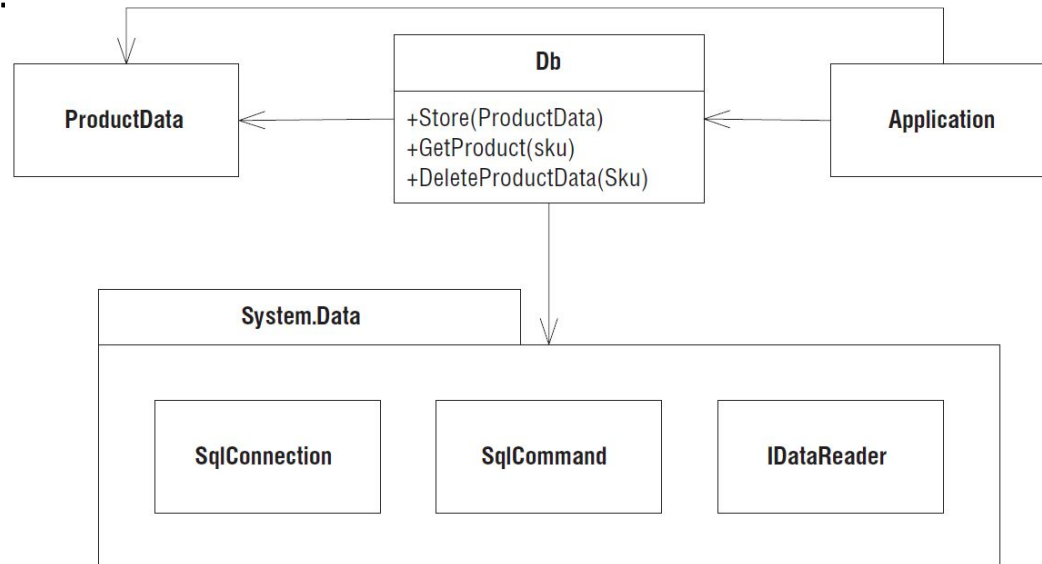 Db
ProductData
+Store(ProductData)
+GetProduct(sku)
+DeleteProductData(Sku)
Application
System.Data
SqlConnection
SqlCommand
IDataReader